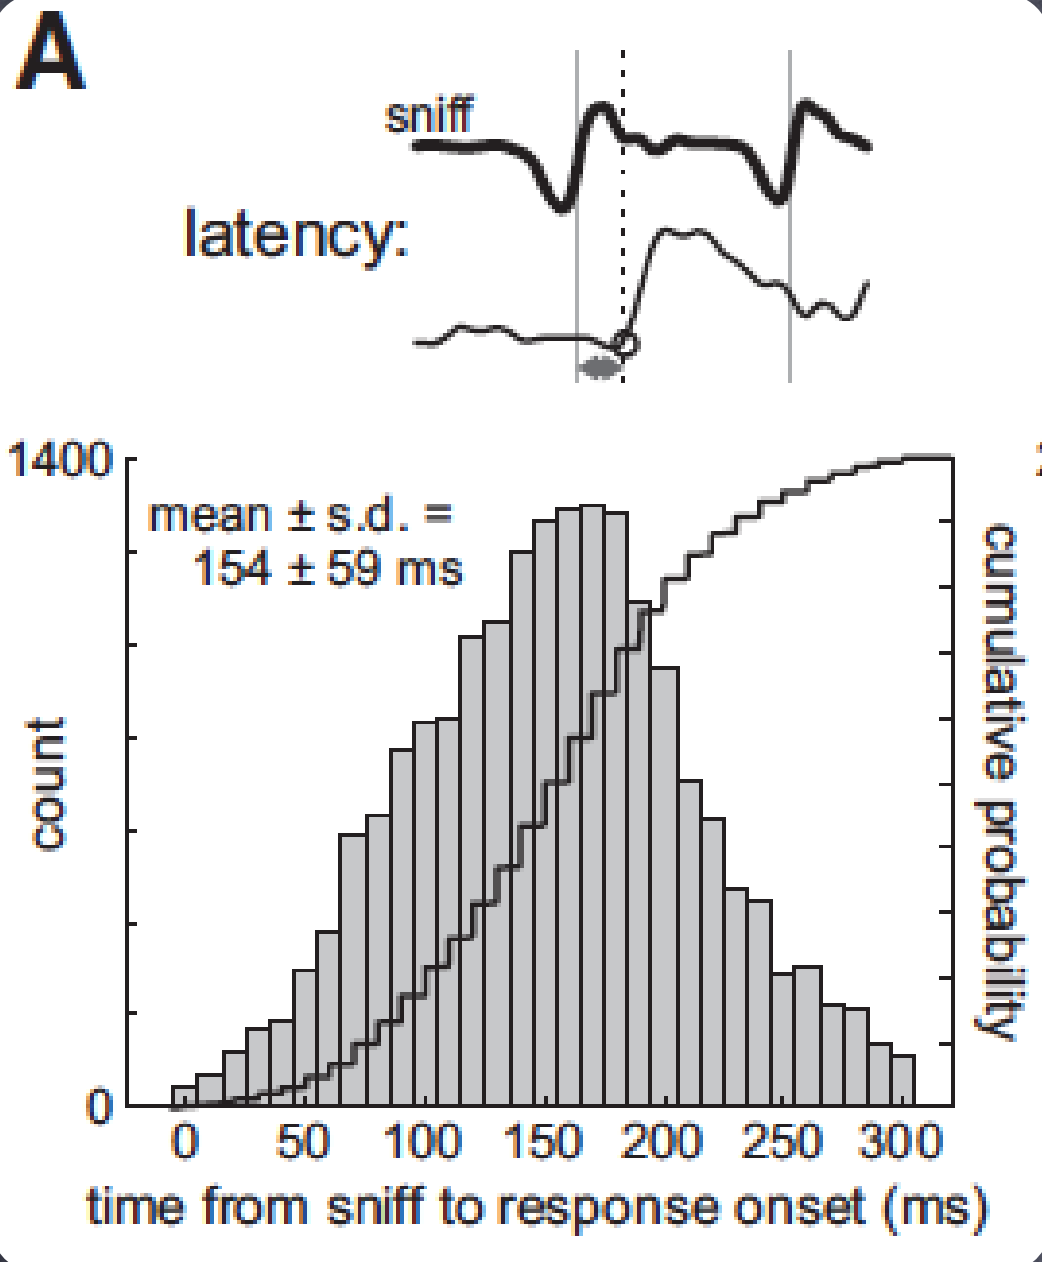 A
sniff
latency:
1400
mean ± s.d. =
154 ± 59 ms
count
cumulative probability
0
0 50 100 150 200 250 300
time from sniff to response onset (ms)